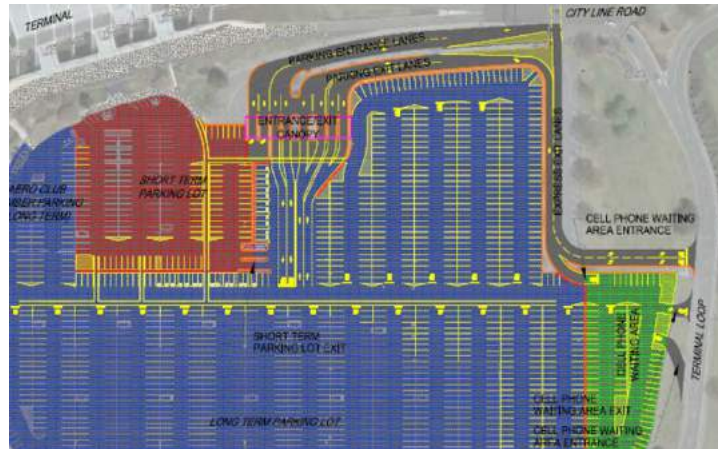 TERMINAL
CITY LINE ROAD
PARKING ENTRANCE LANES
PARKING EXIT LANES
ENTRANCE/EXIT
CANOPY
SHORT TERM
PARKING LOT
AERO CLUB
MBER PARKING
(LONG TERM)
EXPRESS EXIT LANES
CELL PHONE WAITING
AREA ENTRANCE
SHORT TERM
PARKING LOT EXIT
CELL PHONE
WAITING AREA
TERMINAL LOOP
LONG TERM PARKING LOT
CELL PHONE
WAITING AREA EXIT
CELL PHONE WAITING
AREA ENTRANCE